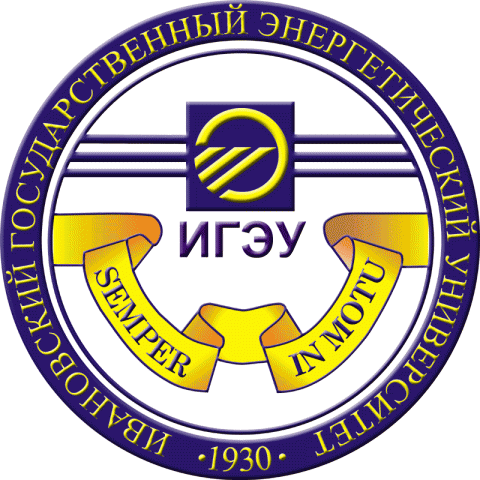 ИВАНОВСКИЙ ГОСУДАРСТВЕННЫЙ ЭНЕРГЕТИЧЕСКИЙ УНИВЕРСИТЕТ
ИГЭУ
SEMPER IN MOTU
·1930·